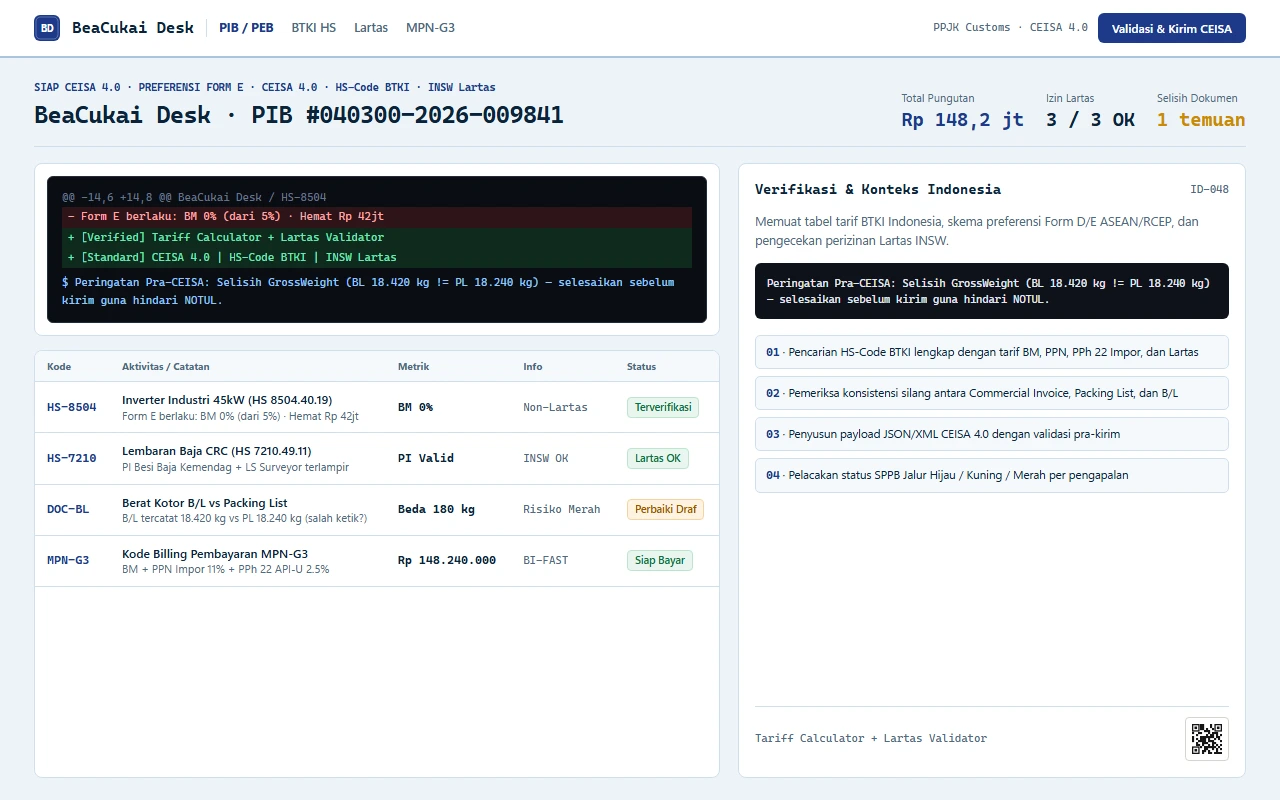 BD BeaCukai Desk PIB / PEB BTKI HS Lartas MPN-G3 PPJK Customs · CEISA 4.0 Validasi & Kirim CEISA
SIAP CEISA 4.0 · PREFERENSI FORM E · CEISA 4.0 · HS-Code BTKI · INSW Lartas
BeaCukai Desk · PIB #040300-2026-009841
Total Pungutan
Rp 148,2 jt
Izin Lartas
3 / 3 OK
Selisih Dokumen
1 temuan
@@ -14,6 +14,8 @@ BeaCukai Desk / HS-8504
- Form E berlaku: BM 0% (dari 5%) · Hemat Rp 42jt
+ [Verified] Tariff Calculator + Lartas Validator
+ [Standard] CEISA 4.0 | HS-Code BTKI | INSW Lartas
$ Peringatan Pra-CEISA: Selisih GrossWeight (BL 18.420 kg != PL 18.240 kg) — selesaikan sebelum
kirim guna hindari NOTUL.
Kode Aktivitas / Catatan Metrik Info Status
HS-8504 Inverter Industri 45kW (HS 8504.40.19) BM 0% Non-Lartas Terverifikasi
Form E berlaku: BM 0% (dari 5%) · Hemat Rp 42jt
HS-7210 Lembaran Baja CRC (HS 7210.49.11) PI Valid INSW OK Lartas OK
PI Besi Baja Kemendag + LS Surveyor terlampir
DOC-BL Berat Kotor B/L vs Packing List Beda 180 kg Risiko Merah Perbaiki Draf
B/L tercatat 18.420 kg vs PL 18.240 kg (salah ketik?)
MPN-G3 Kode Billing Pembayaran MPN-G3 Rp 148.240.000 BI-FAST Siap Bayar
BM + PPN Impor 11% + PPh 22 API-U 2.5%
Verifikasi & Konteks Indonesia ID-048
Memuat tabel tarif BTKI Indonesia, skema preferensi Form D/E ASEAN/RCEP, dan
pengecekan perizinan Lartas INSW.
Peringatan Pra-CEISA: Selisih GrossWeight (BL 18.420 kg != PL 18.240 kg)
— selesaikan sebelum kirim guna hindari NOTUL.
01 · Pencarian HS-Code BTKI lengkap dengan tarif BM, PPN, PPh 22 Impor, dan Lartas
02 · Pemeriksa konsistensi silang antara Commercial Invoice, Packing List, dan B/L
03 · Penyusun payload JSON/XML CEISA 4.0 dengan validasi pra-kirim
04 · Pelacakan status SPPB Jalur Hijau / Kuning / Merah per pengapalan
Tariff Calculator + Lartas Validator